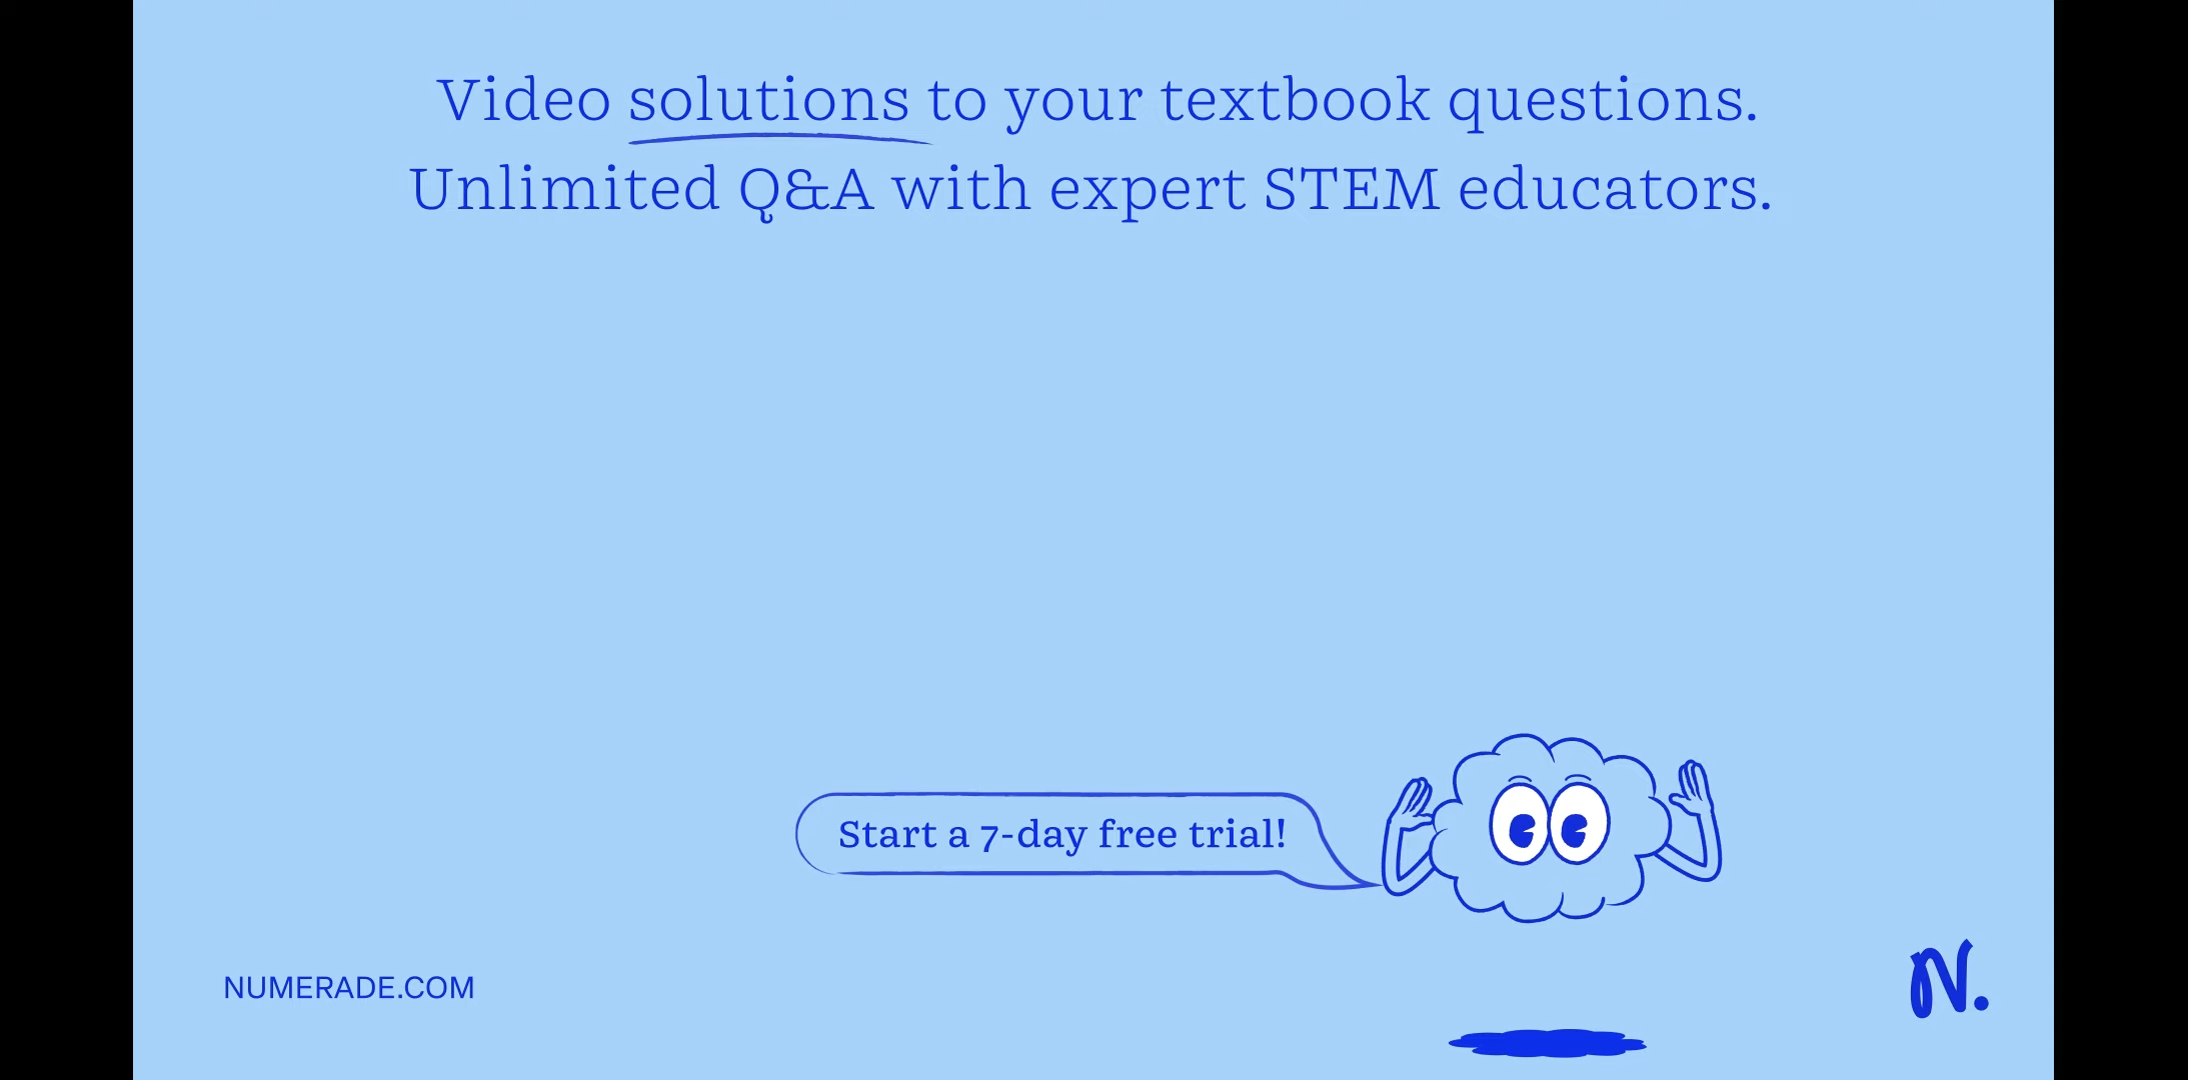 Video solutions to your textbook questions.
Unlimited Q&A with expert STEM educators.
Start a 7-day free trial!
NUMERADE.COM
N.